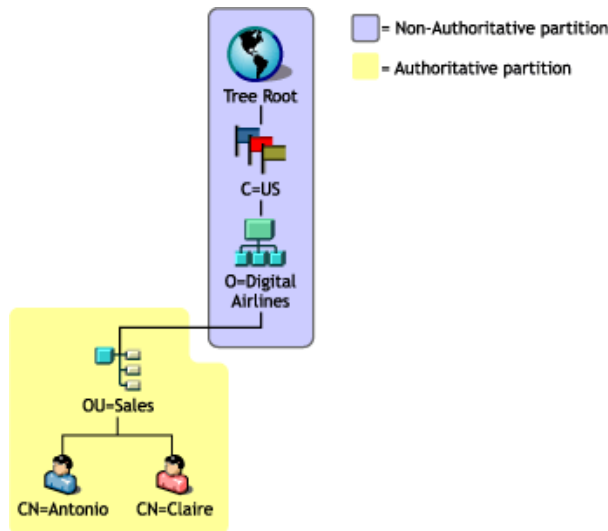 = Non-Authoritative partition
= Authoritative partition
Tree Root
C=US
O=Digital
Airlines
OU=Sales
CN=Antonio
CN=Claire